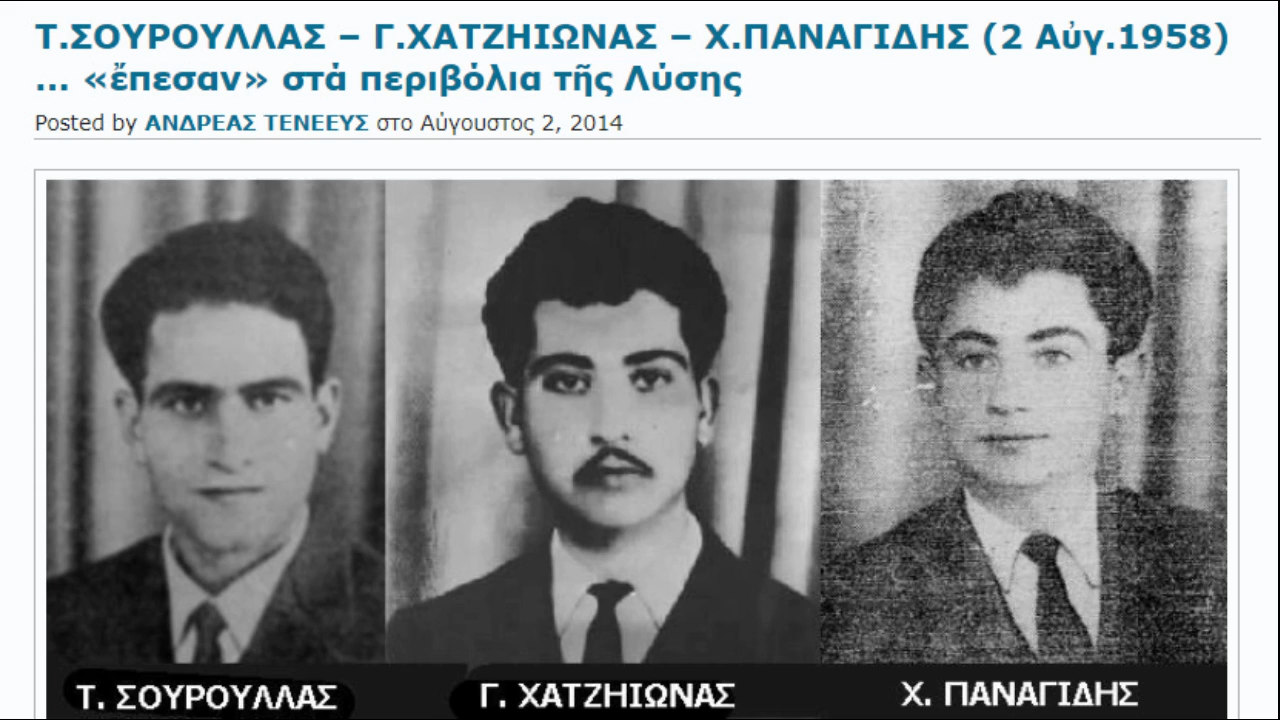 Τ.ΣΟΥΡΟΥΛΛΑΣ – Γ.ΧΑΤΖΗΙΩΝΑΣ – Χ.ΠΑΝΑΓΙΔΗΣ (2 Αὐγ.1958)
… «ἔπεσαν» στά περιβόλια τῆς Λύσης
Posted by ΑΝΔΡΕΑΣ ΤΕΝΕΕΥΣ στο Αύγουστος 2, 2014
Τ. ΣΟΥΡΟΥΛΛΑΣ Γ. ΧΑΤΖΗΙΩΝΑΣ Χ. ΠΑΝΑΓΙΔΗΣ